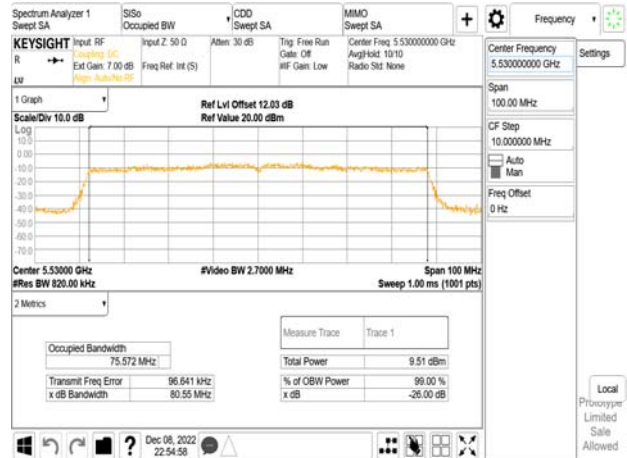 Spectrum Analyzer 1
Swept SA
SiSo
Occupied BW
CDD
Swept SA
MIMO
Swept SA
Frequency
KEYSIGHT
R
Input: RF
Coupling: DC
Ext Gain: 7.00 dB
Align: Auto/No RF
Input Z: 50 Ω
Freq Ref: Int (S)
Atten: 30 dB
Trig: Free Run
Gate: Off
#IF Gain: Low
Center Freq: 5.530000000 GHz
Avg|Hold: 10/10
Radio Std: None
Center Frequency
5.530000000 GHz
Settings
Span
100.00 MHz
CF Step
10.000000 MHz
Auto
Man
Freq Offset
0 Hz
1 Graph
Scale/Div 10.0 dB
Ref Lvl Offset 12.03 dB
Ref Value 20.00 dBm
Log
10.0
0.00
-10.0
-20.0
-30.0
-40.0
-50.0
-60.0
-70.0
Center 5.53000 GHz
#Res BW 820.00 kHz
#Video BW 2.7000 MHz
Span 100 MHz
Sweep 1.00 ms (1001 pts)
2 Metrics
Measure Trace
Trace 1
Occupied Bandwidth
75.572 MHz
Total Power
9.51 dBm
Transmit Freq Error
96.641 kHz
% of OBW Power
99.00 %
x dB Bandwidth
80.55 MHz
x dB
-26.00 dB
Local
Prototype
Limited
Sale
Allowed
?
Dec 08, 2022
22:54:58